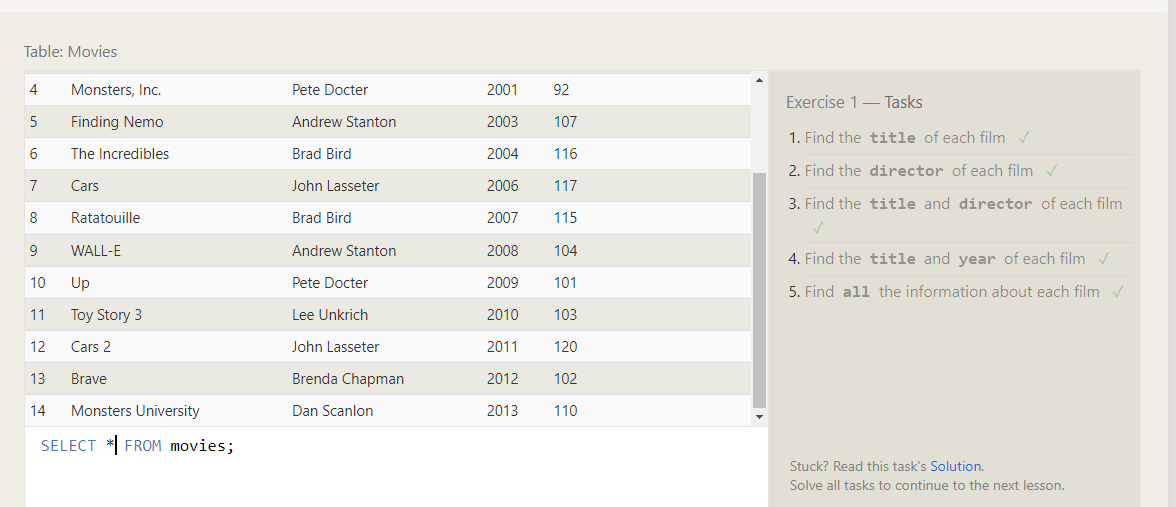 Table: Movies
4 Monsters, Inc. Pete Docter 2001 92
5 Finding Nemo Andrew Stanton 2003 107
6 The Incredibles Brad Bird 2004 116
7 Cars John Lasseter 2006 117
8 Ratatouille Brad Bird 2007 115
9 WALL-E Andrew Stanton 2008 104
10 Up Pete Docter 2009 101
11 Toy Story 3 Lee Unkrich 2010 103
12 Cars 2 John Lasseter 2011 120
13 Brave Brenda Chapman 2012 102
14 Monsters University Dan Scanlon 2013 110
SELECT * FROM movies;
Exercise 1 — Tasks
1. Find the title of each film ✓
2. Find the director of each film ✓
3. Find the title and director of each film
✓
4. Find the title and year of each film ✓
5. Find all the information about each film ✓
Stuck? Read this task's Solution.
Solve all tasks to continue to the next lesson.